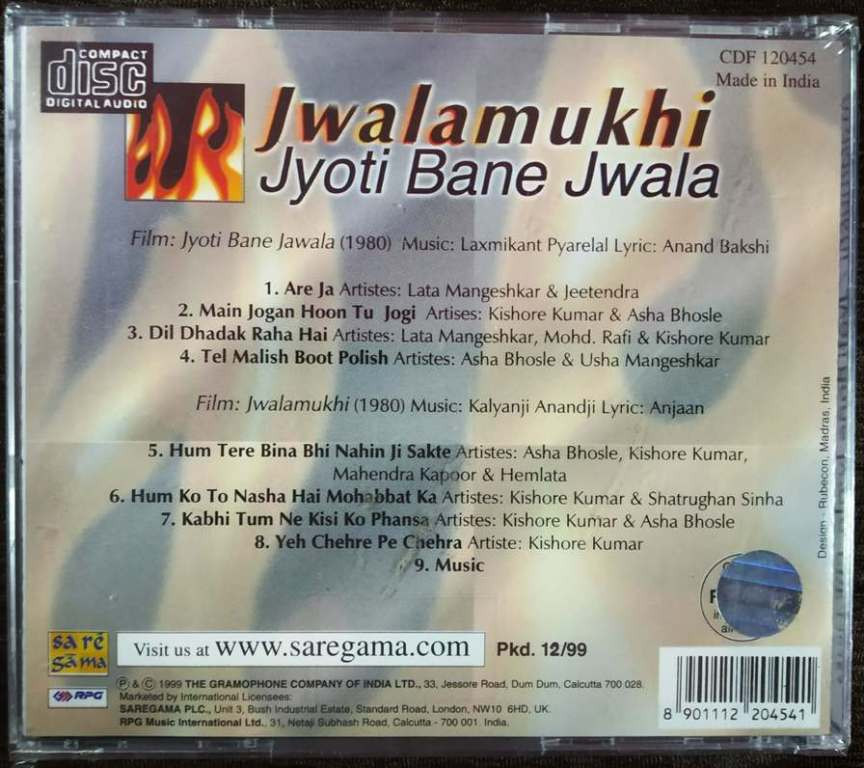 COMPACT
disc
DIGITAL AUDIO
CDF 120454
Made in India
Jwalamukhi
Jyoti Bane Jwala
Film: Jyoti Bane Jawala (1980) Music: Laxmikant Pyarelal Lyric: Anand Bakshi
1. Are Ja Artistes: Lata Mangeshkar & Jeetendra
2. Main Jogan Hoon Tu Jogi Artises: Kishore Kumar & Asha Bhosle
3. Dil Dhadak Raha Hai Artistes: Lata Mangeshkar, Mohd. Rafi & Kishore Kumar
4. Tel Malish Boot Polish Artistes: Asha Bhosle & Usha Mangeshkar
Film: Jwalamukhi (1980) Music: Kalyanji Anandji Lyric: Anjaan
5. Hum Tere Bina Bhi Nahin Ji Sakte Artistes: Asha Bhosle, Kishore Kumar,
Mahendra Kapoor & Hemlata
6. Hum Ko To Nasha Hai Mohabbat Ka Artistes: Kishore Kumar & Shatrughan Sinha
7. Kabhi Tum Ne Kisi Ko Phansa Artistes: Kishore Kumar & Asha Bhosle
8. Yeh Chehre Pe Chehra Artiste: Kishore Kumar
9. Music
Design - Rubecon, Madras, India
sa re
gāma
Visit us at www.saregama.com
Pkd. 12/99
RPG
℗ & © 1999 THE GRAMOPHONE COMPANY OF INDIA LTD., 33, Jessore Road, Dum Dum, Calcutta 700 028.
Marketed by International Licensees:
SAREGAMA PLC., Unit 3, Bush Industrial Estate, Standard Road, London, NW10 6HD, UK.
RPG Music International Ltd., 31, Netaji Subhash Road, Calcutta - 700 001. India.
8 901112 204541